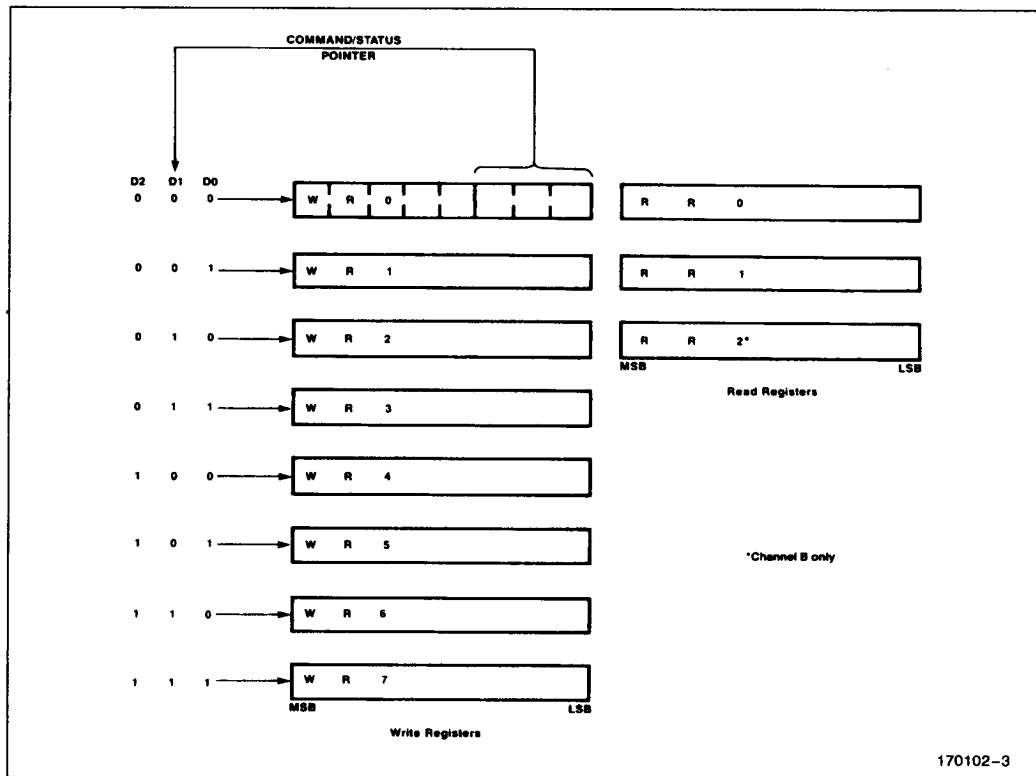 COMMAND/STATUS
POINTER
D2 D1 D0
0 0 0 W R 0 R R 0
0 0 1 W R 1 R R 1
0 1 0 W R 2 R R 2*
MSB LSB
Read Registers
0 1 1 W R 3
1 0 0 W R 4
1 0 1 W R 5
*Channel B only
1 1 0 W R 6
1 1 1 W R 7
MSB LSB
Write Registers
170102-3